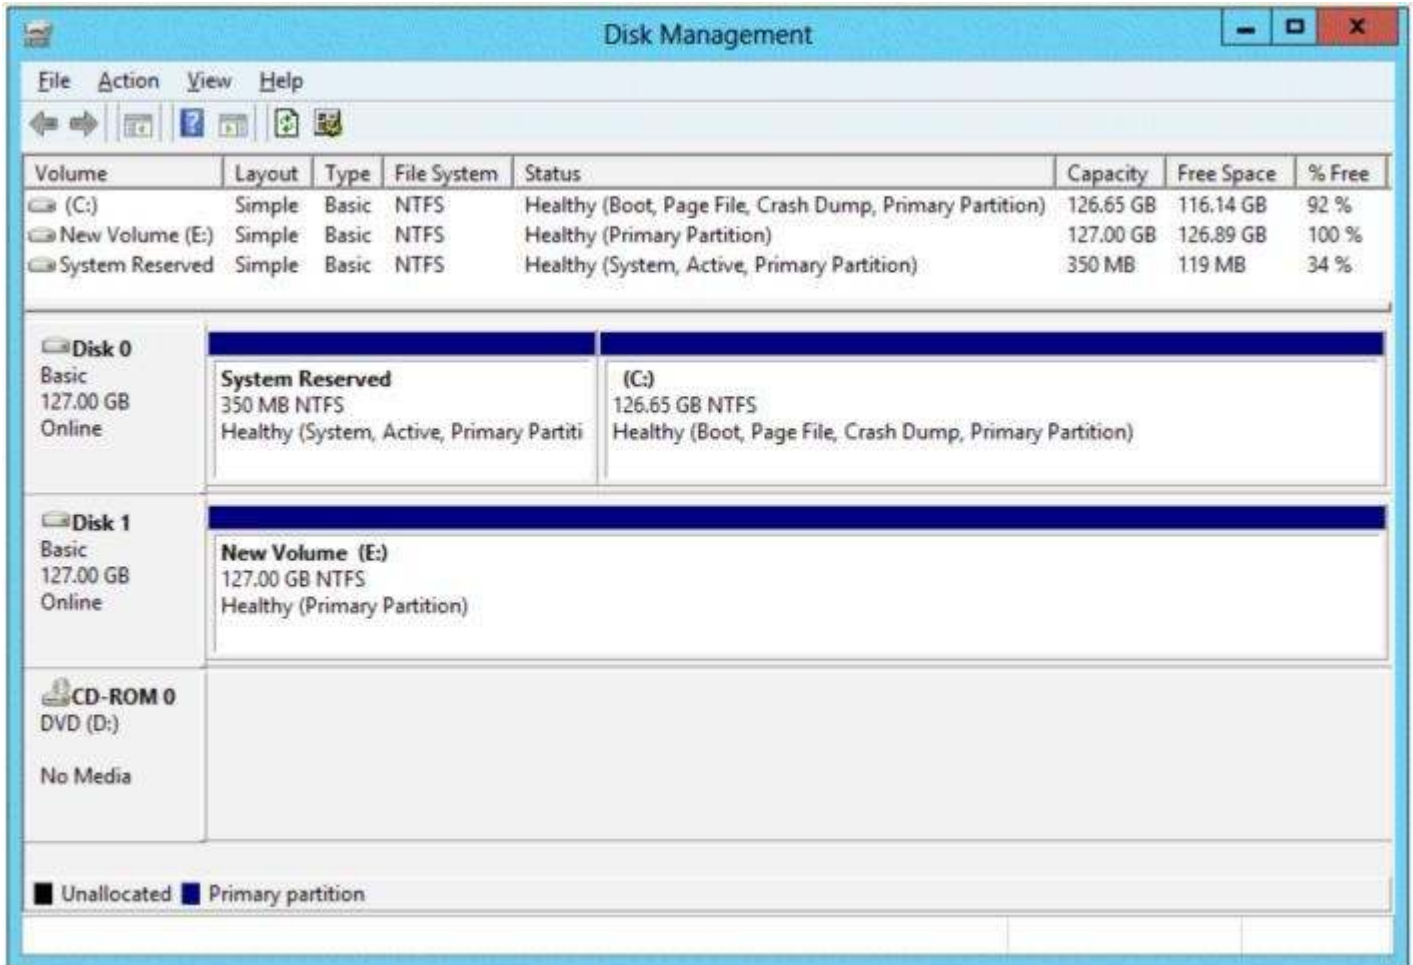 Disk Management
File Action View Help
Volume Layout Type File System Status Capacity Free Space % Free
(C:) Simple Basic NTFS Healthy (Boot, Page File, Crash Dump, Primary Partition) 126.65 GB 116.14 GB 92 %
New Volume (E:) Simple Basic NTFS Healthy (Primary Partition) 127.00 GB 126.89 GB 100 %
System Reserved Simple Basic NTFS Healthy (System, Active, Primary Partition) 350 MB 119 MB 34 %
Disk 0
Basic
127.00 GB
Online
System Reserved
350 MB NTFS
Healthy (System, Active, Primary Partiti
(C:)
126.65 GB NTFS
Healthy (Boot, Page File, Crash Dump, Primary Partition)
Disk 1
Basic
127.00 GB
Online
New Volume (E:)
127.00 GB NTFS
Healthy (Primary Partition)
CD-ROM 0
DVD (D:)
No Media
Unallocated Primary partition